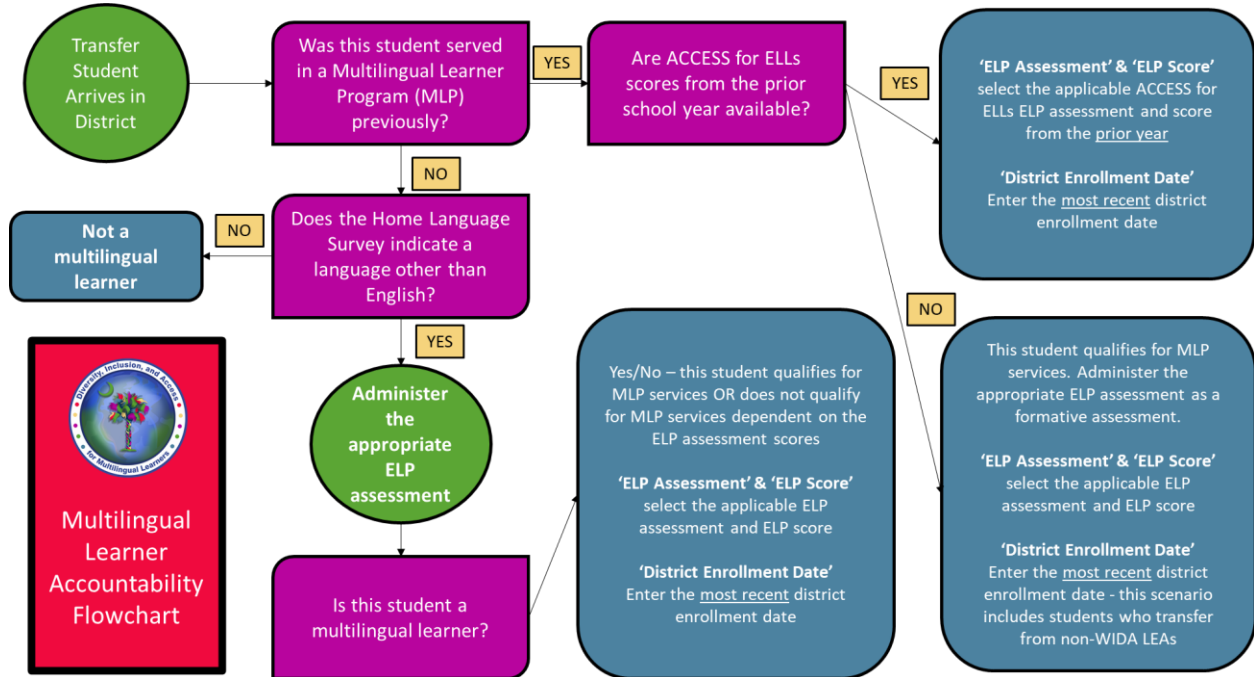 Transfer
Student
Arrives in
District
Was this student served
in a Multilingual Learner
Program (MLP)
previously?
YES
Are ACCESS for ELLs
scores from the prior
school year available?
YES
‘ELP Assessment’ & ‘ELP Score’
select the applicable ACCESS for
ELLs ELP assessment and score
from the prior year
‘District Enrollment Date’
Enter the most recent district
enrollment date
NO
Does the Home Language
Survey indicate a
language other than
English?
NO
Not a
multilingual
learner
YES
Administer
the
appropriate
ELP
assessment
Is this student a
multilingual learner?
Yes/No – this student qualifies for
MLP services OR does not qualify
for MLP services dependent on the
ELP assessment scores
‘ELP Assessment’ & ‘ELP Score’
select the applicable ELP
assessment and ELP score
‘District Enrollment Date’
Enter the most recent district
enrollment date
NO
This student qualifies for MLP
services. Administer the
appropriate ELP assessment as a
formative assessment.
‘ELP Assessment’ & ‘ELP Score’
select the applicable ELP
assessment and ELP score
‘District Enrollment Date’
Enter the most recent district
enrollment date - this scenario
includes students who transfer
from non-WIDA LEAs
Diversity, Inclusion, and Access
for Multilingual Learners
Multilingual
Learner
Accountability
Flowchart